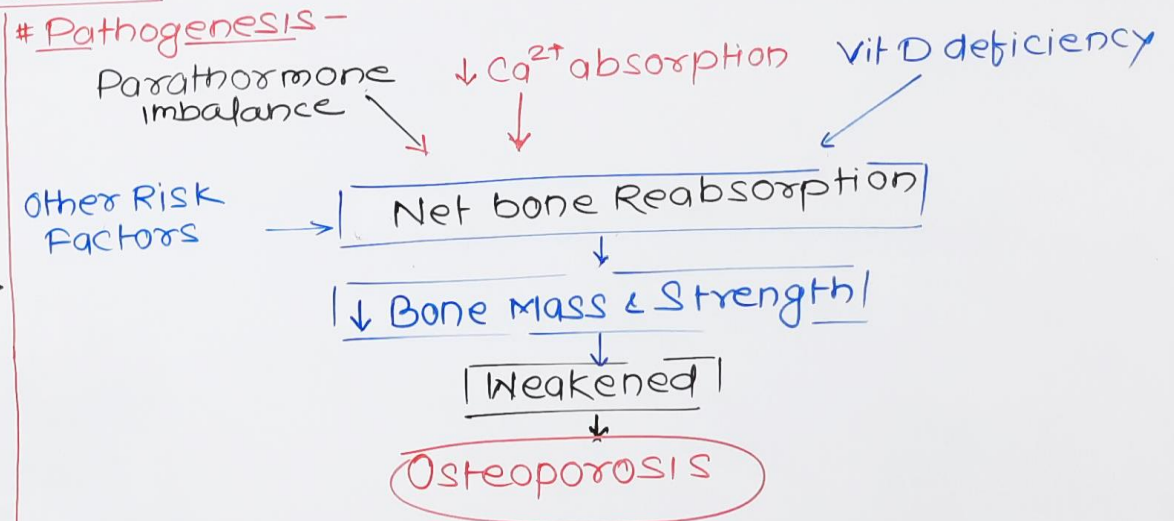 # Pathogenesis -
Parathormone
imbalance
↓ Ca²⁺ absorption
Vit D deficiency
Other Risk
Factors
Net bone Reabsorption
↓ Bone Mass & Strength
Weakened
Osteoporosis